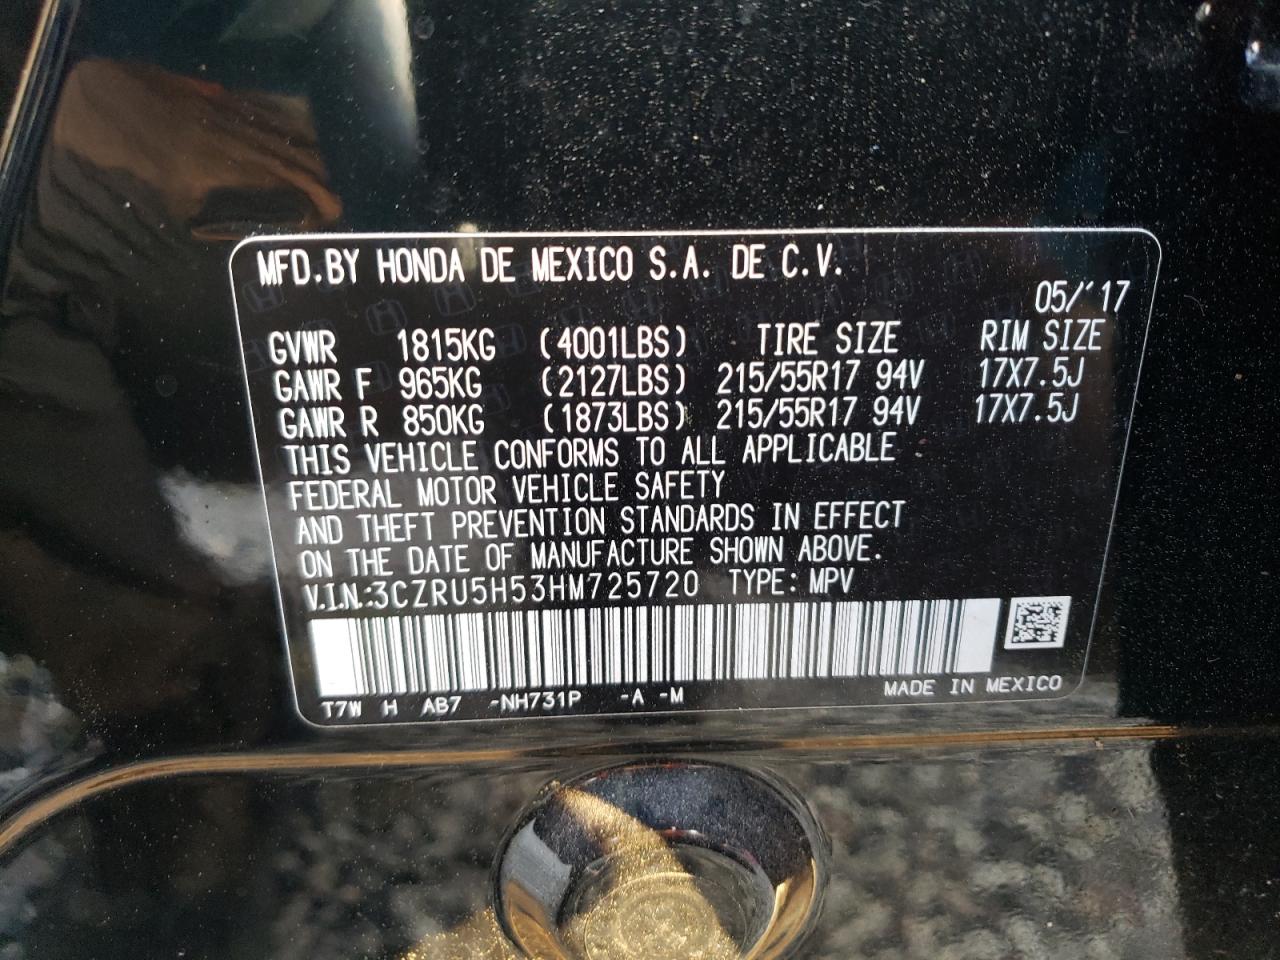 MFD.BY HONDA DE MEXICO S.A. DE C.V.
05/'17
GVWR 1815KG (4001LBS) TIRE SIZE RIM SIZE
GAWR F 965KG (2127LBS) 215/55R17 94V 17X7.5J
GAWR R 850KG (1873LBS) 215/55R17 94V 17X7.5J
THIS VEHICLE CONFORMS TO ALL APPLICABLE
FEDERAL MOTOR VEHICLE SAFETY
AND THEFT PREVENTION STANDARDS IN EFFECT
ON THE DATE OF MANUFACTURE SHOWN ABOVE.
V.I.N.:3CZRU5H53HM725720 TYPE: MPV
T7W H AB7 -NH731P -A -M MADE IN MEXICO